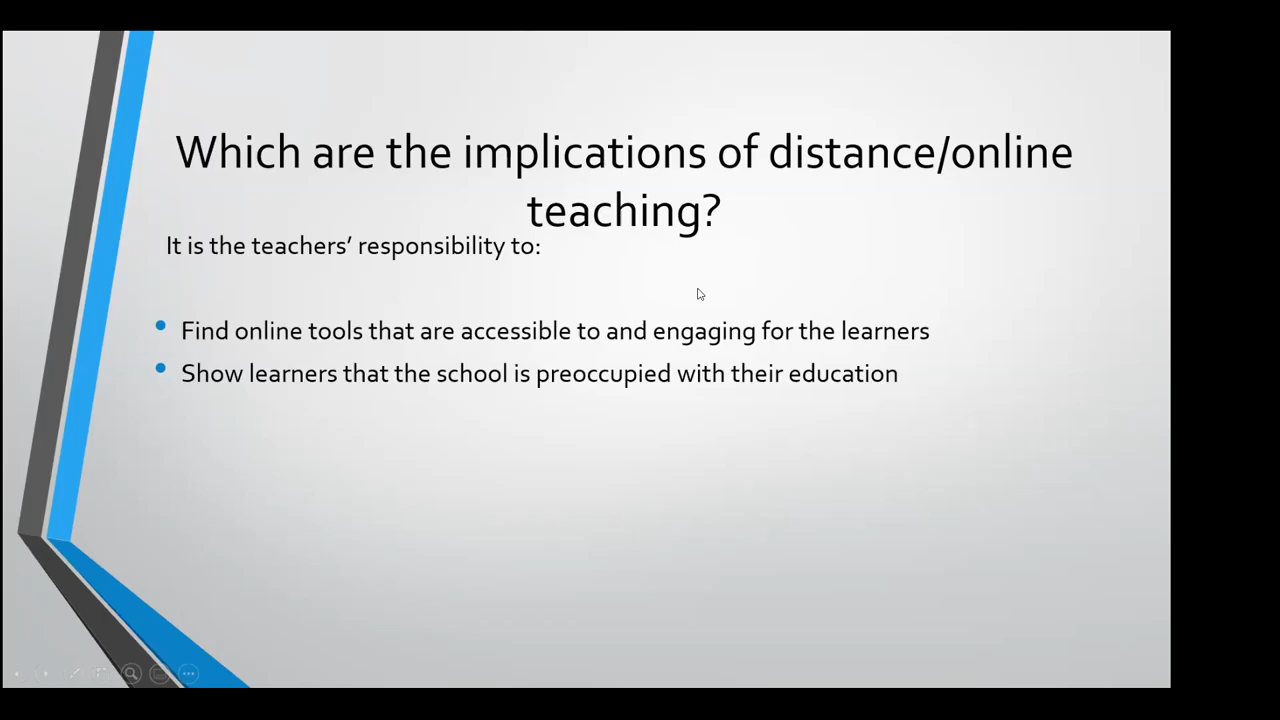 Which are the implications of distance/online
teaching?
It is the teachers’ responsibility to:
Find online tools that are accessible to and engaging for the learners
Show learners that the school is preoccupied with their education